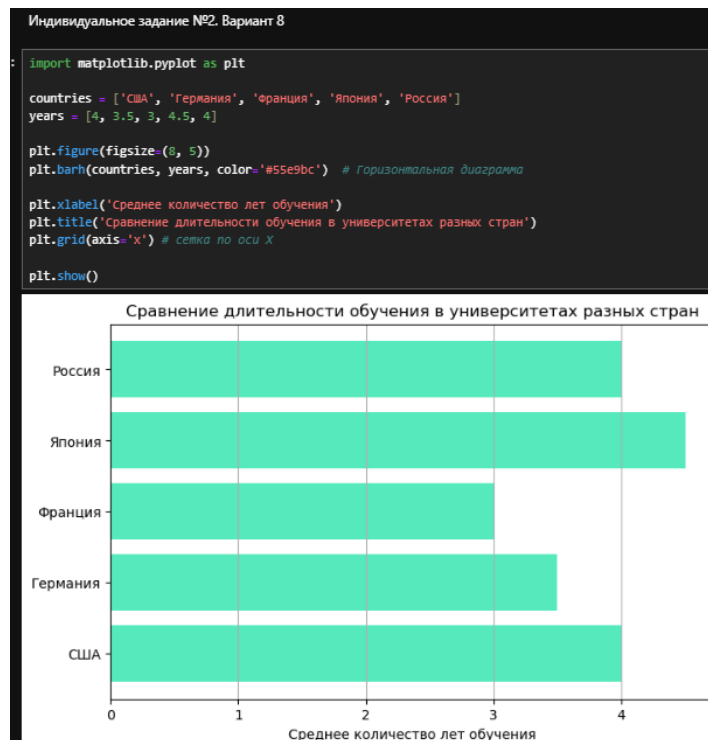 Индивидуальное задание №2. Вариант 8
:
import matplotlib.pyplot as plt
countries = ['США', 'Германия', 'Франция', 'Япония', 'Россия']
years = [4, 3.5, 3, 4.5, 4]
plt.figure(figsize=(8, 5))
plt.barh(countries, years, color='#55e9bc')  # Горизонтальная диаграмма
plt.xlabel('Среднее количество лет обучения')
plt.title('Сравнение длительности обучения в университетах разных стран')
plt.grid(axis='x') # сетка по оси X
plt.show()
Сравнение длительности обучения в университетах разных стран
Россия
Япония
Франция
Германия
США
0 1 2 3 4
Среднее количество лет обучения